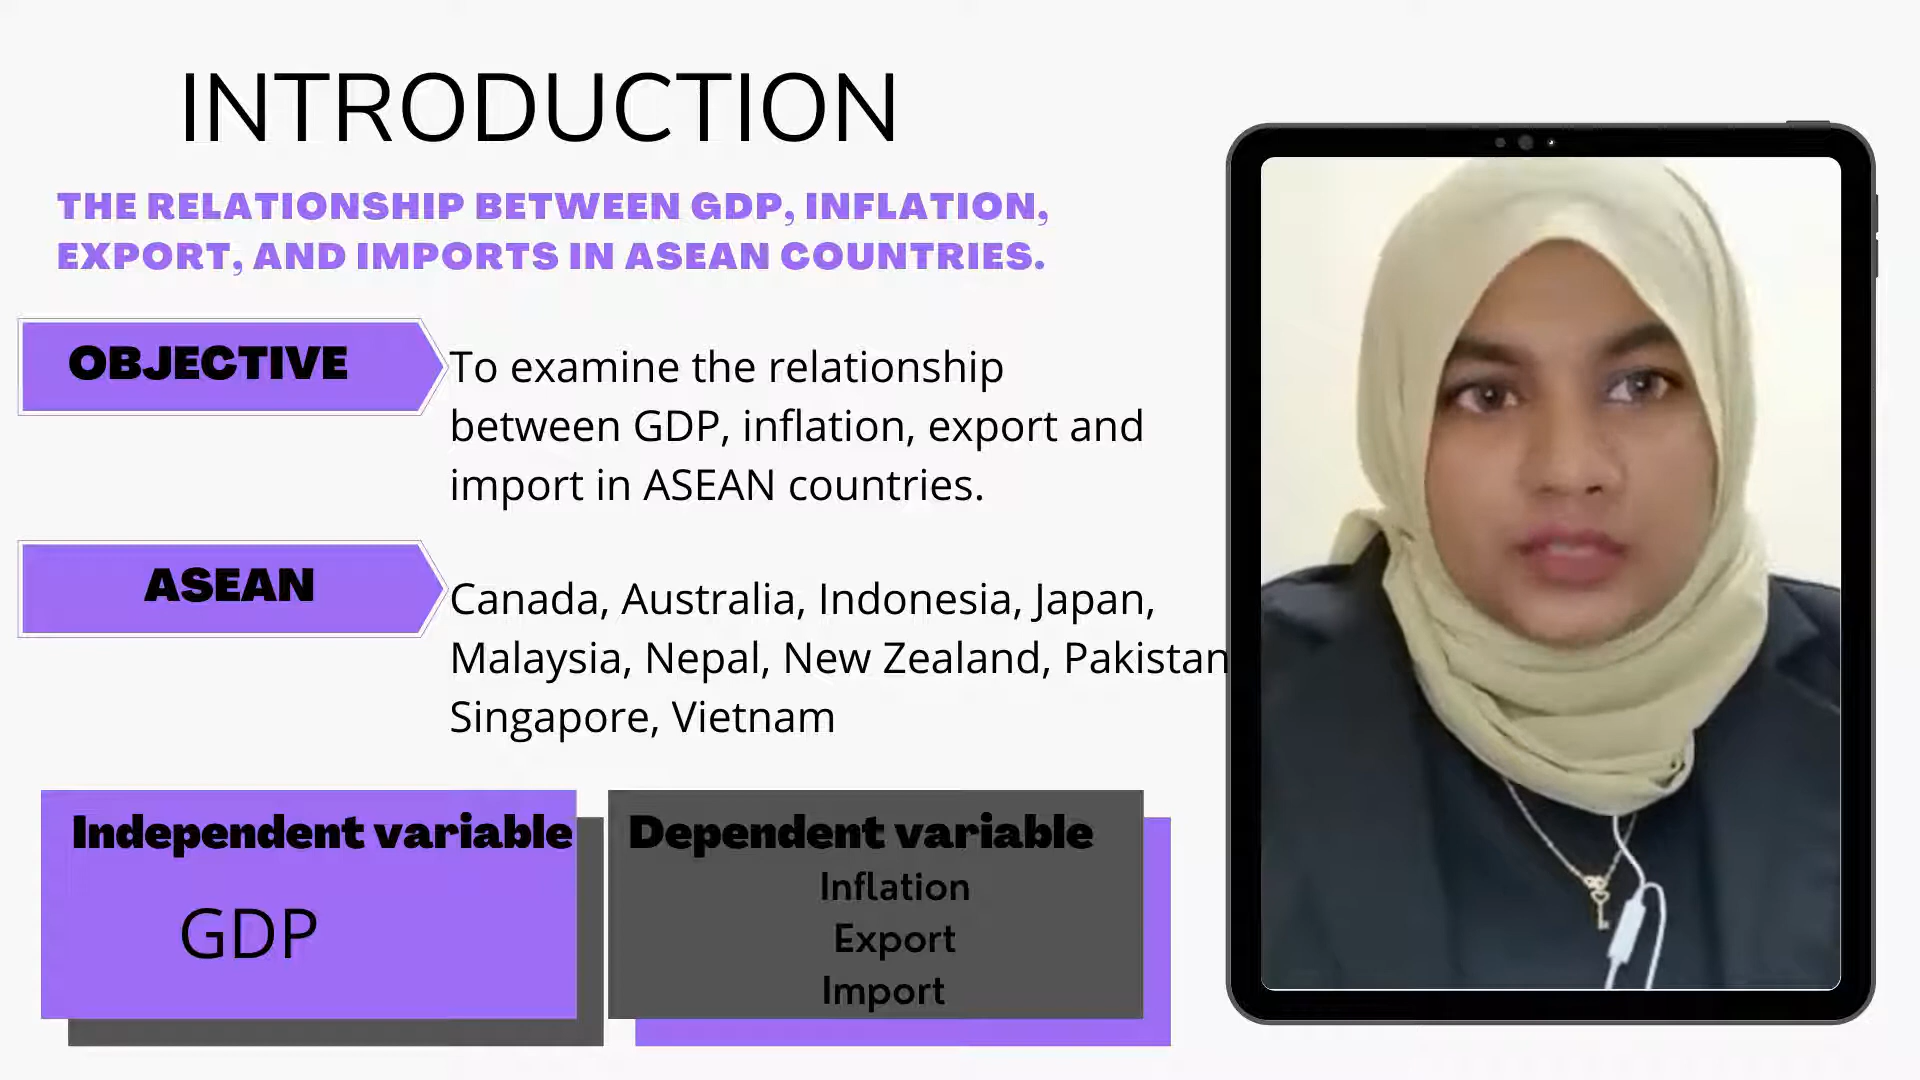 INTRODUCTION
THE RELATIONSHIP BETWEEN GDP, INFLATION,
EXPORT, AND IMPORTS IN ASEAN COUNTRIES.
OBJECTIVE
To examine the relationship
between GDP, inflation, export and
import in ASEAN countries.
ASEAN
Canada, Australia, Indonesia, Japan,
Malaysia, Nepal, New Zealand, Pakistan
Singapore, Vietnam
Independent variable
GDP
Dependent variable
Inflation
Export
Import